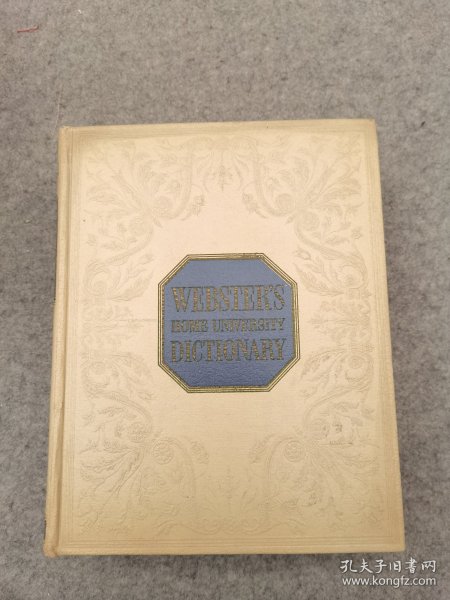 WEBSTER'S
HOME UNIVERSITY
DICTIONARY
孔夫子旧书网
www.kongfz.com